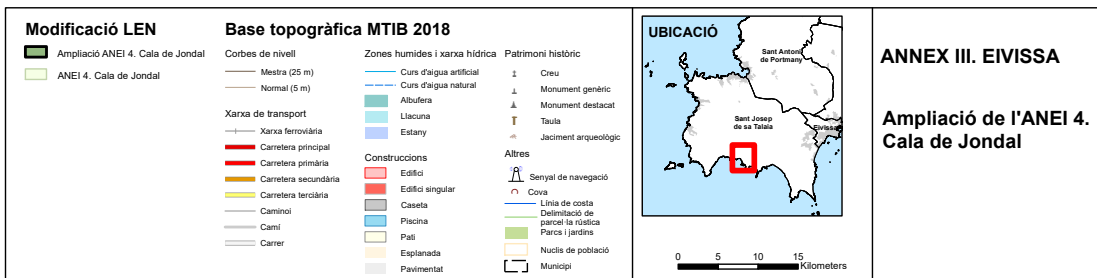 Modificació LEN
Ampliació ANEI 4. Cala de Jondal
ANEI 4. Cala de Jondal
Base topogràfica MTIB 2018
Corbes de nivell
Mestra (25 m)
Normal (5 m)
Xarxa de transport
Xarxa ferroviària
Carretera principal
Carretera primària
Carretera secundària
Carretera terciària
Caminoi
Camí
Carrer
Zones humides i xarxa hídrica
Curs d'aigua artificial
Curs d'aigua natural
Albufera
Llacuna
Estany
Construccions
Edifici
Edifici singular
Caseta
Piscina
Pati
Esplanada
Pavimentat
Patrimoni històric
Creu
Monument genèric
Monument destacat
Taula
Jaciment arqueològic
Altres
Senyal de navegació
Cova
Línia de costa
Delimitació de
parcel·la rústica
Parcs i jardins
Nuclis de població
Municipi
UBICACIÓ
Sant Antoni
de Portmany
Sant Josep
de sa Talaia
Eivissa
0 5 10 15
Kilometers
ANNEX III. EIVISSA
Ampliació de l'ANEI 4.
Cala de Jondal